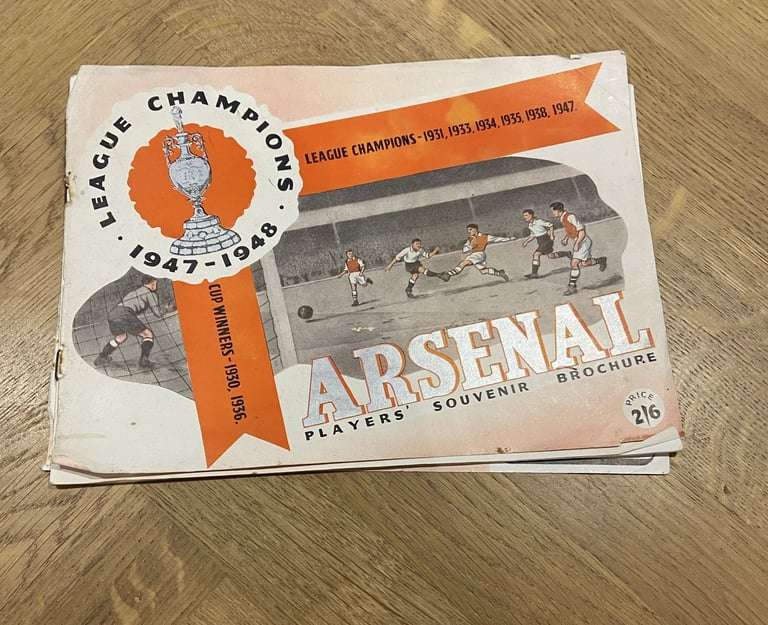 LEAGUE CHAMPIONS
· 1947-1948 ·
LEAGUE CHAMPIONS-1931, 1933, 1934, 1935, 1938, 1947.
CUP WINNERS-1930, 1936.
ARSENAL
PLAYERS' SOUVENIR BROCHURE
PRICE
2/6